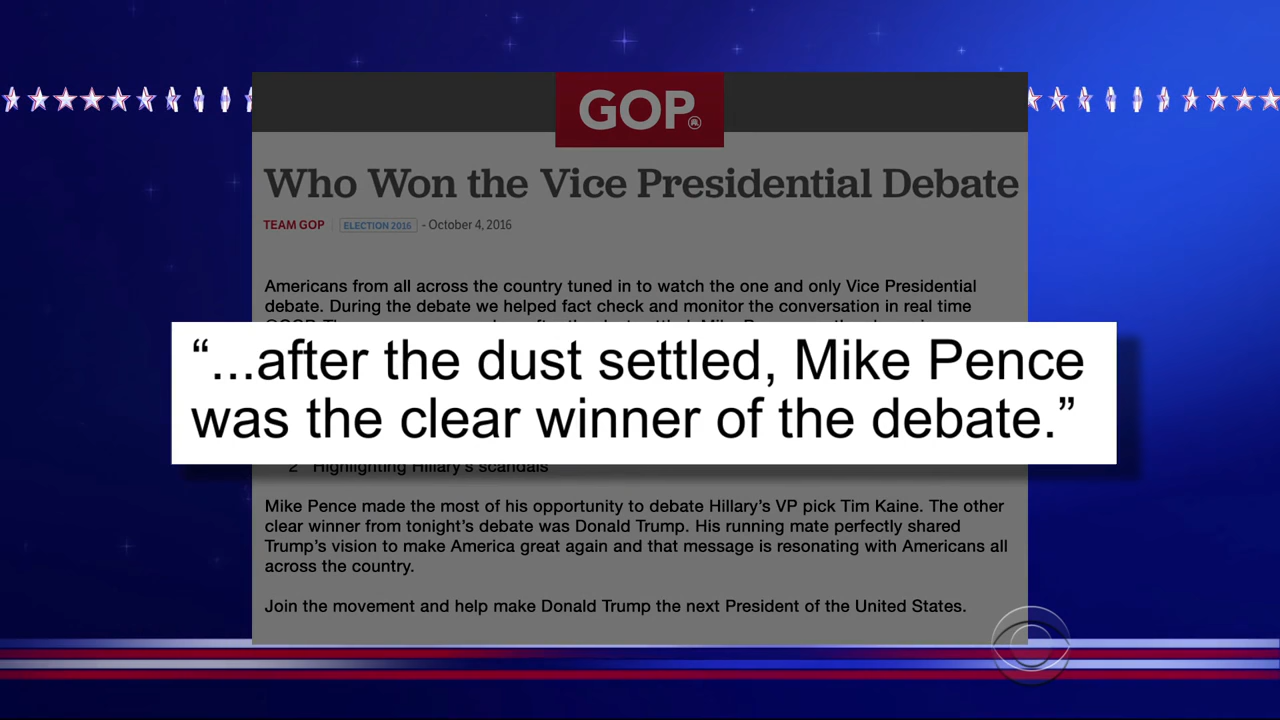 GOP
Who Won the Vice Presidential Debate
TEAM GOP ELECTION 2016 - October 4, 2016
Americans from all across the country tuned in to watch the one and only Vice Presidential
debate. During the debate we helped fact check and monitor the conversation in real time
“...after the dust settled, Mike Pence
was the clear winner of the debate.”
2 Highlighting Hillary's scandals
Mike Pence made the most of his opportunity to debate Hillary's VP pick Tim Kaine. The other
clear winner from tonight's debate was Donald Trump. His running mate perfectly shared
Trump's vision to make America great again and that message is resonating with Americans all
across the country.
Join the movement and help make Donald Trump the next President of the United States.